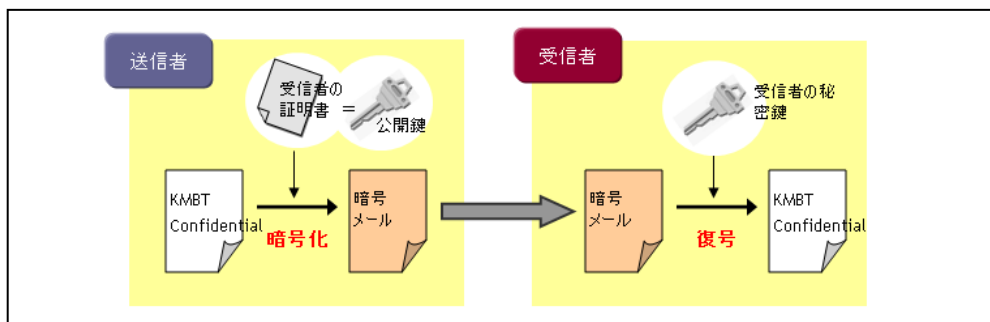 送信者
受信者の
証明書 =
公開鍵
KMBT
Confidential
暗号化
暗号
メール
受信者
受信者の秘
密鍵
暗号
メール
復号
KMBT
Confidential